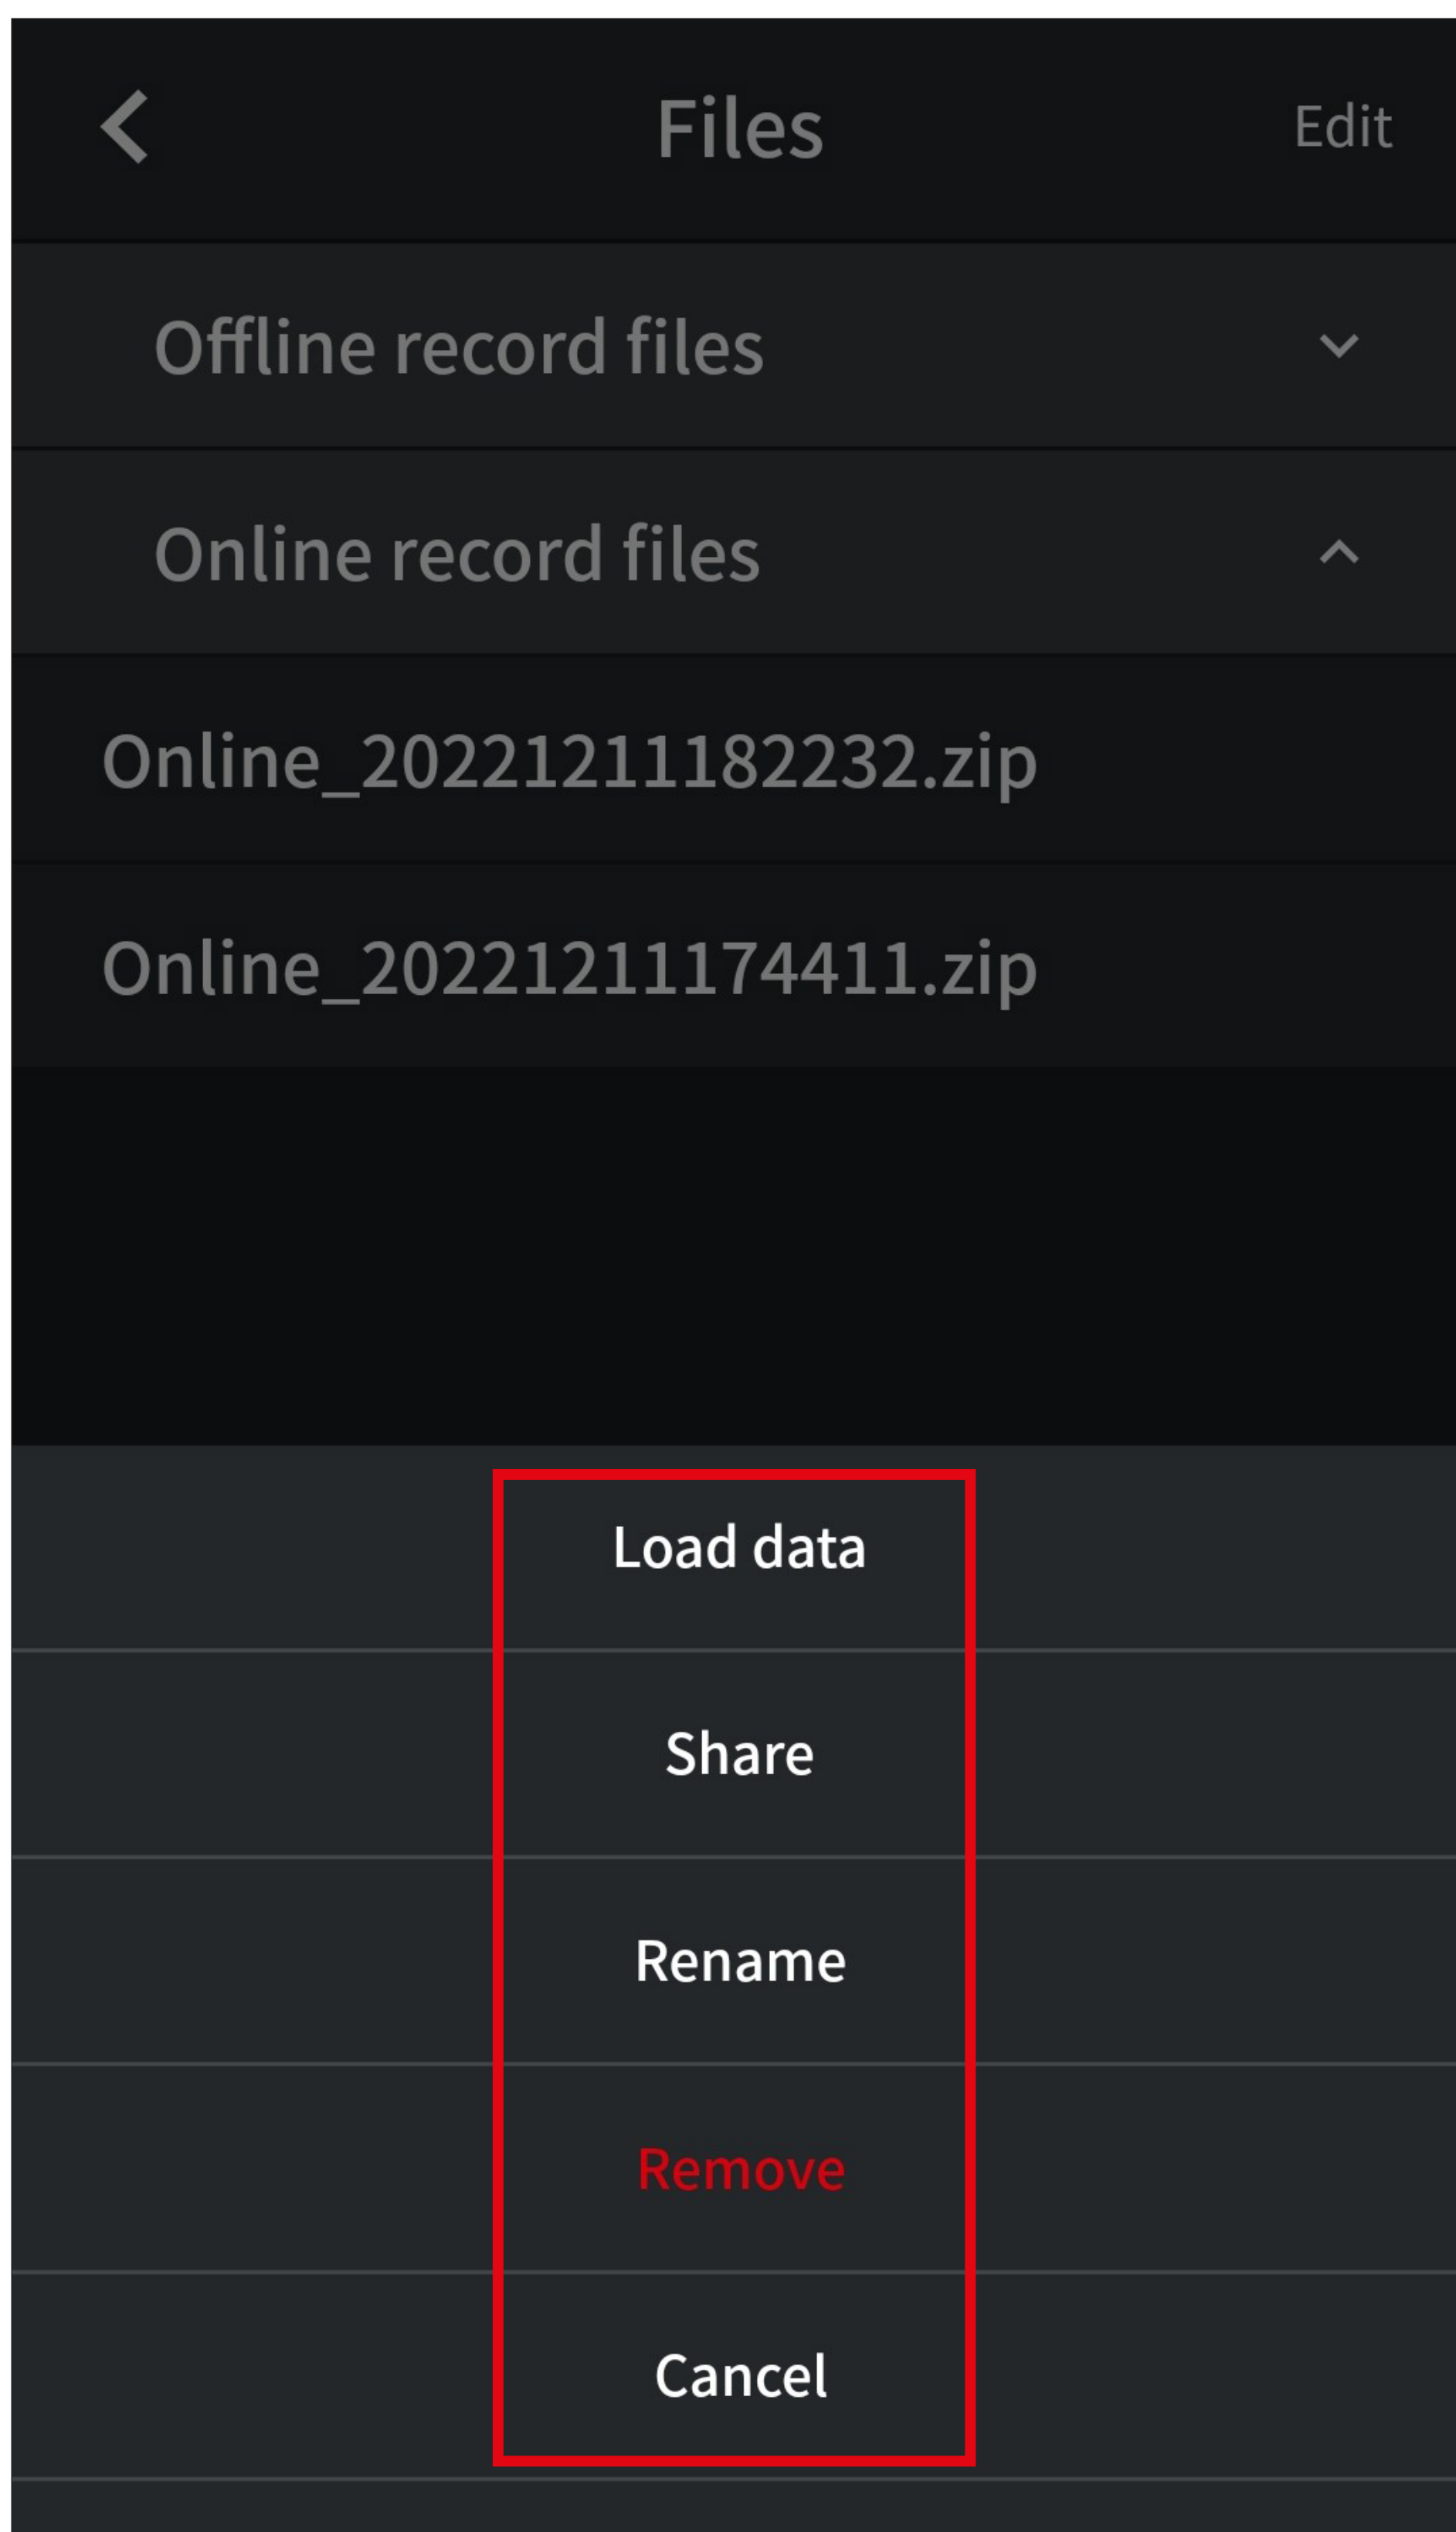 Files
Edit
Offline record files
Online record files
Online_20221211182232.zip
Online_20221211174411.zip
Load data
Share
Rename
Remove
Cancel